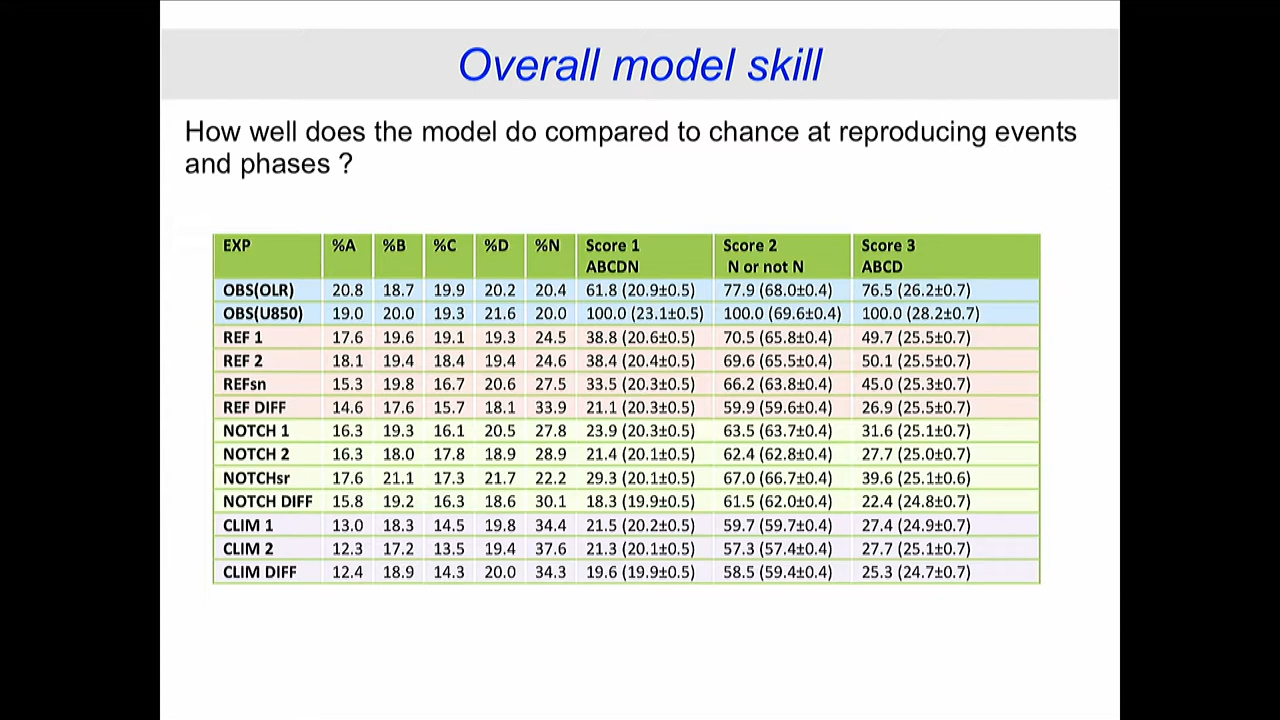 Overall model skill
How well does the model do compared to chance at reproducing events
and phases ?
EXP %A %B %C %D %N Score 1 Score 2 Score 3
ABCDN N or not N ABCD
OBS(OLR) 20.8 18.7 19.9 20.2 20.4 61.8 (20.9±0.5) 77.9 (68.0±0.4) 76.5 (26.2±0.7)
OBS(U850) 19.0 20.0 19.3 21.6 20.0 100.0 (23.1±0.5) 100.0 (69.6±0.4) 100.0 (28.2±0.7)
REF 1 17.6 19.6 19.1 19.3 24.5 38.8 (20.6±0.5) 70.5 (65.8±0.4) 49.7 (25.5±0.7)
REF 2 18.1 19.4 18.4 19.4 24.6 38.4 (20.4±0.5) 69.6 (65.5±0.4) 50.1 (25.5±0.7)
REFsn 15.3 19.8 16.7 20.6 27.5 33.5 (20.3±0.5) 66.2 (63.8±0.4) 45.0 (25.3±0.7)
REF DIFF 14.6 17.6 15.7 18.1 33.9 21.1 (20.3±0.5) 59.9 (59.6±0.4) 26.9 (25.5±0.7)
NOTCH 1 16.3 19.3 16.1 20.5 27.8 23.9 (20.3±0.5) 63.5 (63.7±0.4) 31.6 (25.1±0.7)
NOTCH 2 16.3 18.0 17.8 18.9 28.9 21.4 (20.1±0.5) 62.4 (62.8±0.4) 27.7 (25.0±0.7)
NOTCHsr 17.6 21.1 17.3 21.7 22.2 29.3 (20.1±0.5) 67.0 (66.7±0.4) 39.6 (25.1±0.6)
NOTCH DIFF 15.8 19.2 16.3 18.6 30.1 18.3 (19.9±0.5) 61.5 (62.0±0.4) 22.4 (24.8±0.7)
CLIM 1 13.0 18.3 14.5 19.8 34.4 21.5 (20.2±0.5) 59.7 (59.7±0.4) 27.4 (24.9±0.7)
CLIM 2 12.3 17.2 13.5 19.4 37.6 21.3 (20.1±0.5) 57.3 (57.4±0.4) 27.7 (25.1±0.7)
CLIM DIFF 12.4 18.9 14.3 20.0 34.3 19.6 (19.9±0.5) 58.5 (59.4±0.4) 25.3 (24.7±0.7)